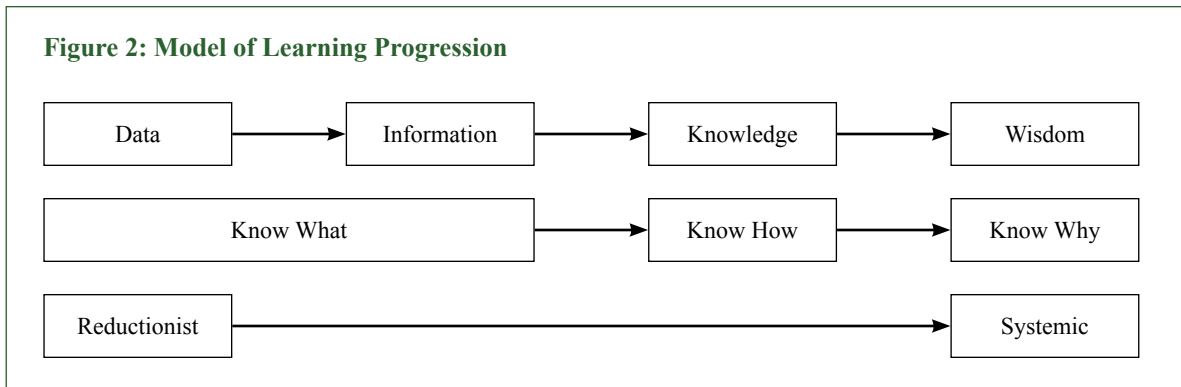 Figure 2: Model of Learning Progression
Data Information Knowledge Wisdom
Know What Know How Know Why
Reductionist Systemic